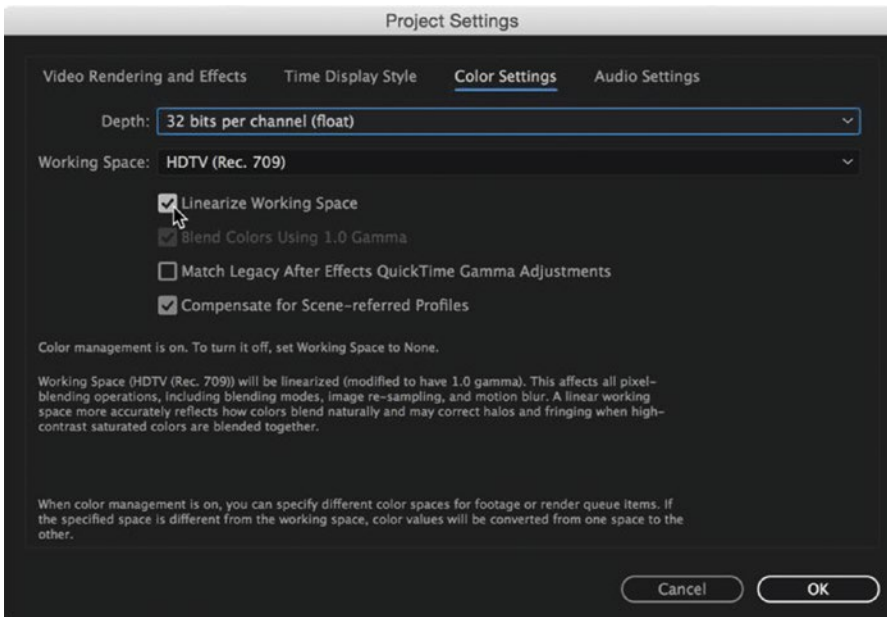 Project Settings
Video Rendering and Effects Time Display Style Color Settings Audio Settings
Depth: 32 bits per channel (float)
Working Space: HDTV (Rec. 709)
Linearize Working Space
Blend Colors Using 1.0 Gamma
Match Legacy After Effects QuickTime Gamma Adjustments
Compensate for Scene-referred Profiles
Color management is on. To turn it off, set Working Space to None.
Working Space (HDTV (Rec. 709)) will be linearized (modified to have 1.0 gamma). This affects all pixel-
blending operations, including blending modes, image re-sampling, and motion blur. A linear working
space more accurately reflects how colors blend naturally and may correct halos and fringing when high-
contrast saturated colors are blended together.
When color management is on, you can specify different color spaces for footage or render queue items. If
the specified space is different from the working space, color values will be converted from one space to the
other.
Cancel OK